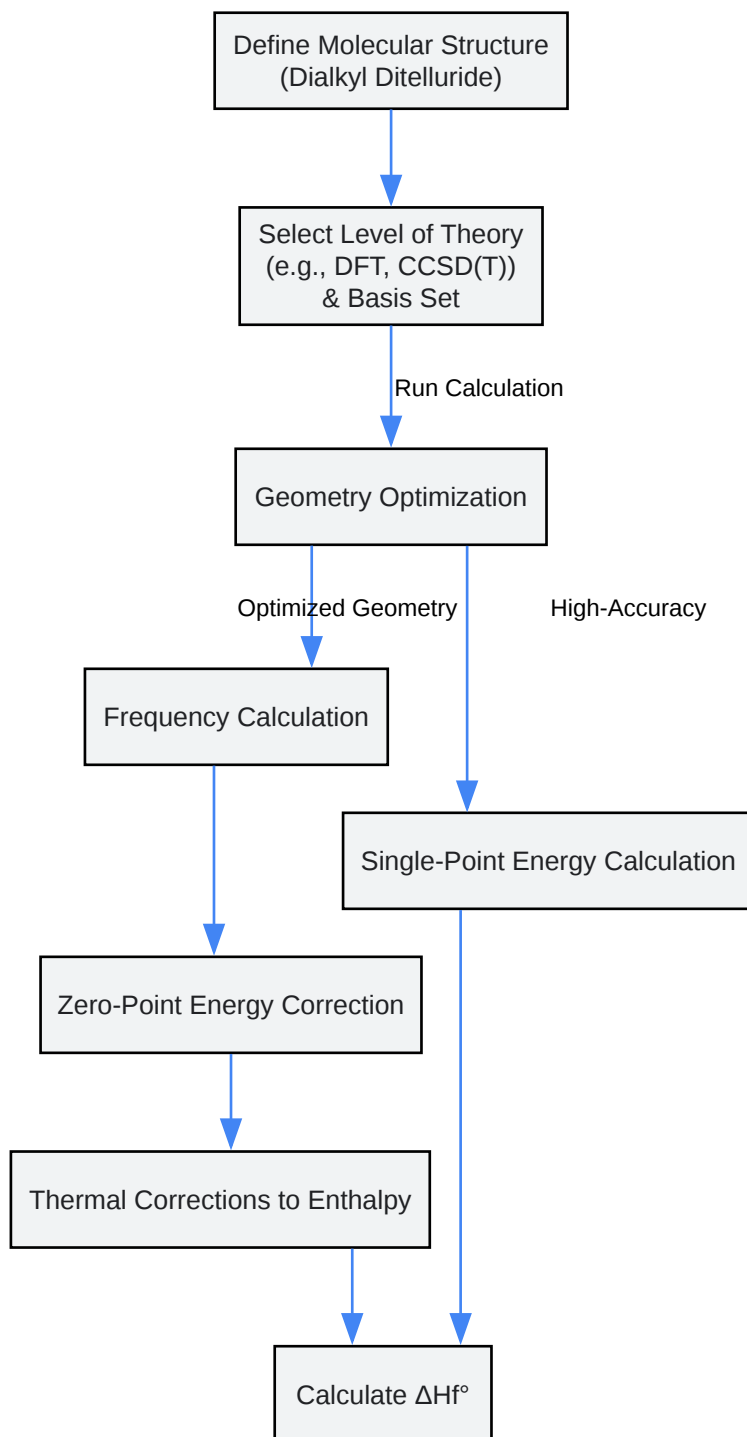 Define Molecular Structure
(Dialkyl Ditelluride)
Select Level of Theory
(e.g., DFT, CCSD(T))
& Basis Set
Run Calculation
Geometry Optimization
Optimized Geometry
High-Accuracy
Frequency Calculation
Single-Point Energy Calculation
Zero-Point Energy Correction
Thermal Corrections to Enthalpy
Calculate ΔHf°